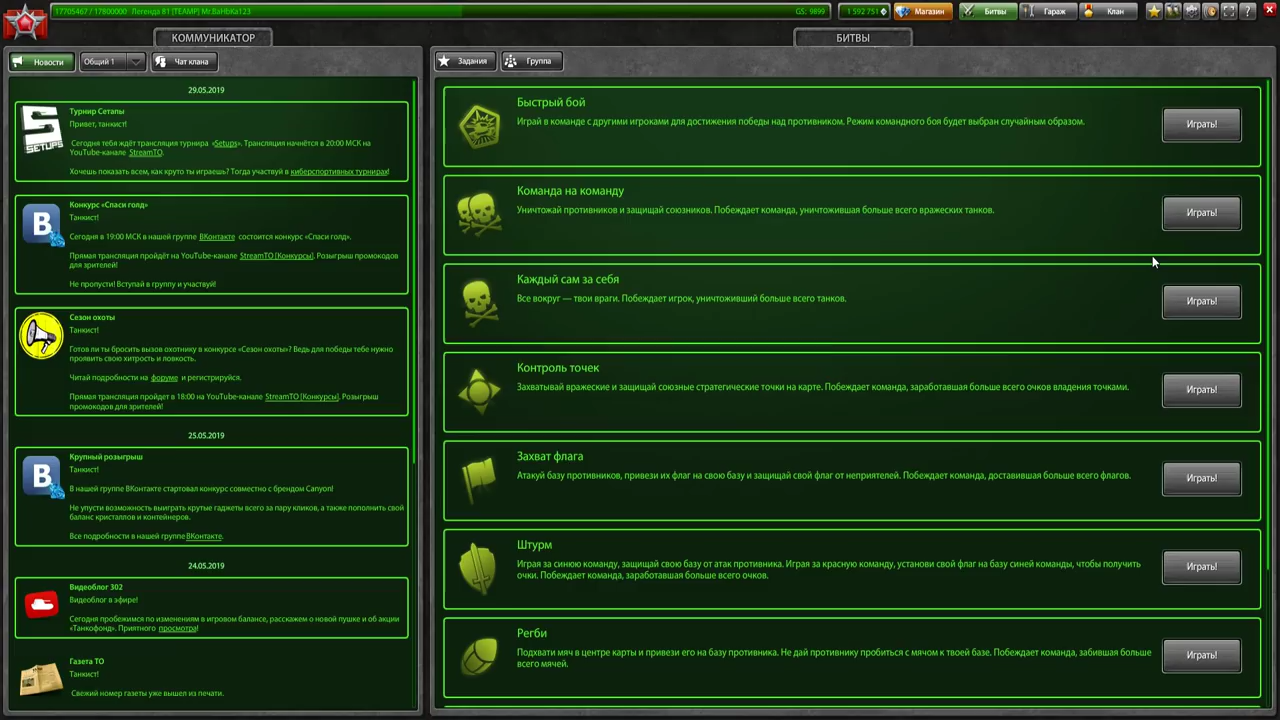 17705467 / 17800000 Легенда 81 [TEAMP] Mr.BaHbKa123
GS: 9899
1 592 751
Магазин
Битвы
Гараж
Клан
КОММУНИКАТОР
БИТВЫ
Новости
Общий 1
Чат клана
Задания
Группа
29.05.2019
SETUPS
Турнир Сетапы
Привет, танкист!
Сегодня тебя ждёт трансляция турнира «Setups». Трансляция начнётся в 20:00 МСК на
YouTube-канале StreamTO.
Хочешь показать всем, как круто ты играешь? Тогда участвуй в киберспортивных турнирах!
Конкурс «Спаси голд»
Танкист!
Сегодня в 19:00 МСК в нашей группе ВКонтакте состоится конкурс «Спаси голд».
Прямая трансляция пройдёт на YouTube-канале StreamTO [Конкурсы]. Розыгрыш промокодов
для зрителей!
Не пропусти! Вступай в группу и участвуй!
Сезон охоты
Танкист!
Готов ли ты бросить вызов охотнику в конкурсе «Сезон охоты»? Ведь для победы тебе нужно
проявить свою хитрость и ловкость.
Читай подробности на форуме и регистрируйся.
Прямая трансляция пройдет в 18:00 на YouTube-канале StreamTO [Конкурсы]. Розыгрыш
промокодов для зрителей!
25.05.2019
Крупный розыгрыш
Танкист!
В нашей группе ВКонтакте стартовал конкурс совместно с брендом Canyon!
Не упусти возможность выиграть крутые гаджеты всего за пару кликов, а также пополнить свой
баланс кристаллов и контейнеров.
Все подробности в нашей группе ВКонтакте.
24.05.2019
Видеоблог 302
Видеоблог в эфире!
Сегодня пробежимся по изменениям в игровом балансе, расскажем о новой пушке и об акции
«Танкофонд». Приятного просмотра!
Газета ТО
Танкист!
Свежий номер газеты уже вышел из печати.
Быстрый бой
Играй в команде с другими игроками для достижения победы над противником. Режим командного боя будет выбран случайным образом.
Играть!
Команда на команду
Уничтожай противников и защищай союзников. Побеждает команда, уничтожившая больше всего вражеских танков.
Играть!
Каждый сам за себя
Все вокруг — твои враги. Побеждает игрок, уничтоживший больше всего танков.
Играть!
Контроль точек
Захватывай вражеские и защищай союзные стратегические точки на карте. Побеждает команда, заработавшая больше всего очков владения точками.
Играть!
Захват флага
Атакуй базу противников, привези их флаг на свою базу и защищай свой флаг от неприятелей. Побеждает команда, доставившая больше всего флагов.
Играть!
Штурм
Играя за синюю команду, защищай свою базу от атак противника. Играя за красную команду, установи свой флаг на базу синей команды, чтобы получить
очки. Побеждает команда, заработавшая больше всего очков.
Играть!
Регби
Подхвати мяч в центре карты и привези его на базу противника. Не дай противнику пробиться с мячом к твоей базе. Побеждает команда, забившая больше
всего мячей.
Играть!